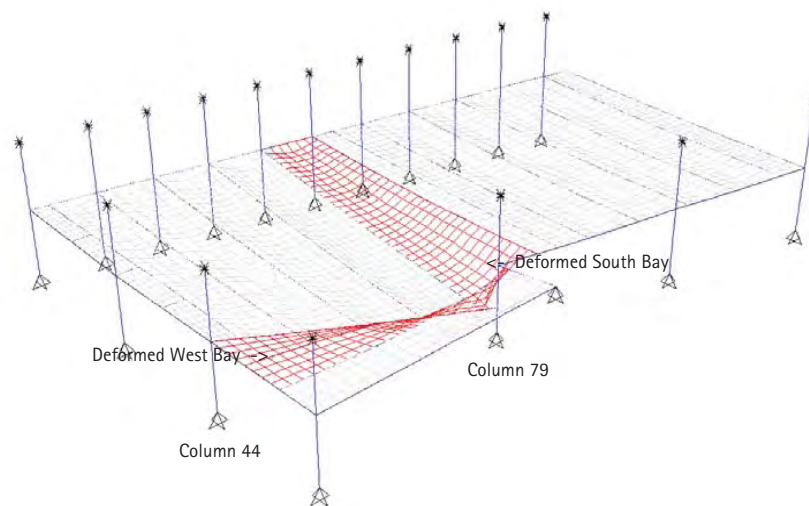 <- Deformed South Bay
Deformed West Bay ->
Column 79
Column 44